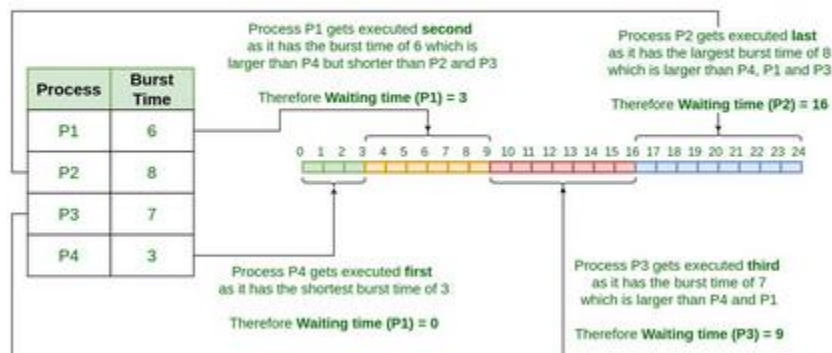 Process P1 gets executed second
as it has the burst time of 6 which is
larger than P4 but shorter than P2 and P3
Therefore Waiting time (P1) = 3
Process P2 gets executed last
as it has the largest burst time of 8
which is larger than P4, P1 and P3
Therefore Waiting time (P2) = 16
Process Burst Time
P1 6
P2 8
P3 7
P4 3
0 1 2 3 4 5 6 7 8 9 10 11 12 13 14 15 16 17 18 19 20 21 22 23 24
Process P4 gets executed first
as it has the shortest burst time of 3
Therefore Waiting time (P1) = 0
Process P3 gets executed third
as it has the burst time of 7
which is larger than P4 and P1
Therefore Waiting time (P3) = 9